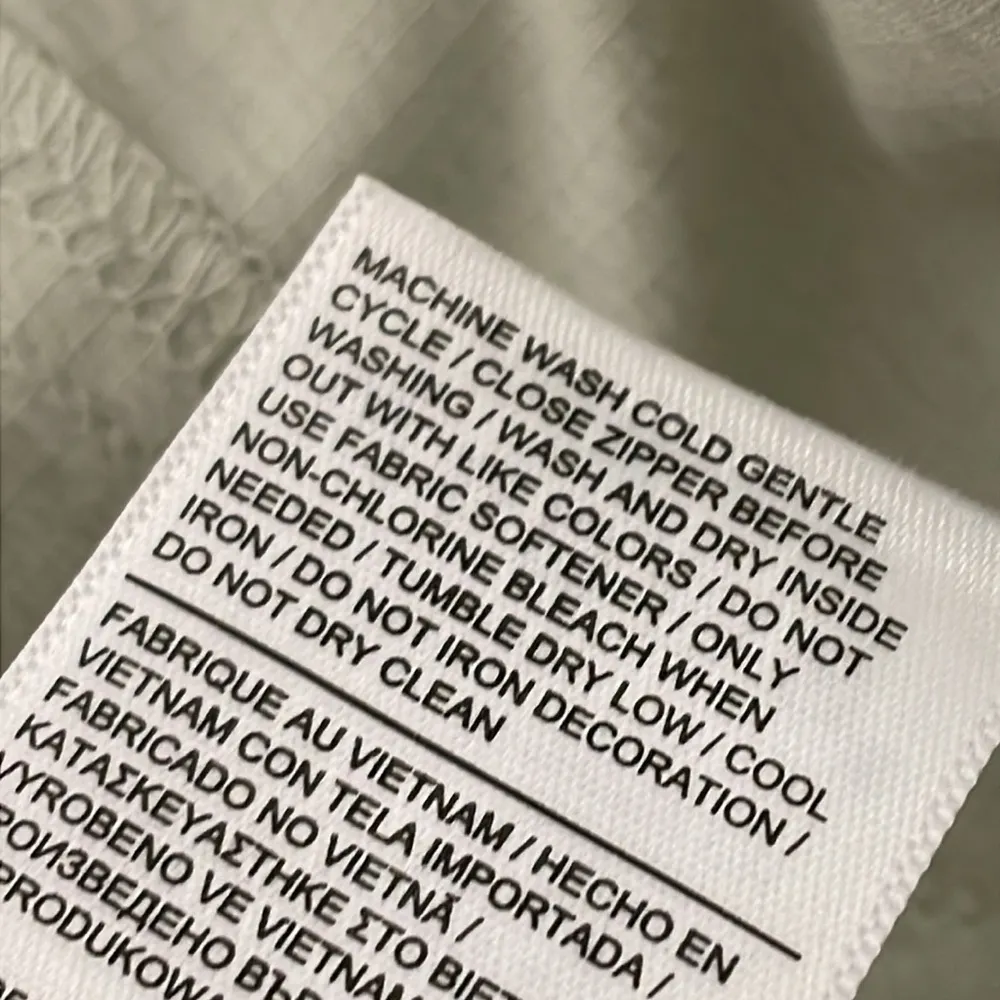 MACHINE WASH COLD GENTLE
CYCLE / CLOSE ZIPPER BEFORE
WASHING / WASH AND DRY INSIDE
OUT WITH LIKE COLORS / DO NOT
USE FABRIC SOFTENER / ONLY
NON-CHLORINE BLEACH WHEN
NEEDED / TUMBLE DRY LOW / COOL
IRON / DO NOT IRON DECORATION /
DO NOT DRY CLEAN
FABRIQUE AU VIETNAM / HECHO EN
VIETNAM CON TELA IMPORTADA /
FABRICADO NO VIETNÃ /
ΚΑΤΑΣΚΕΥΑΣΤΗΚΕ ΣΤΟ
VYROBENO VE VIETNAM